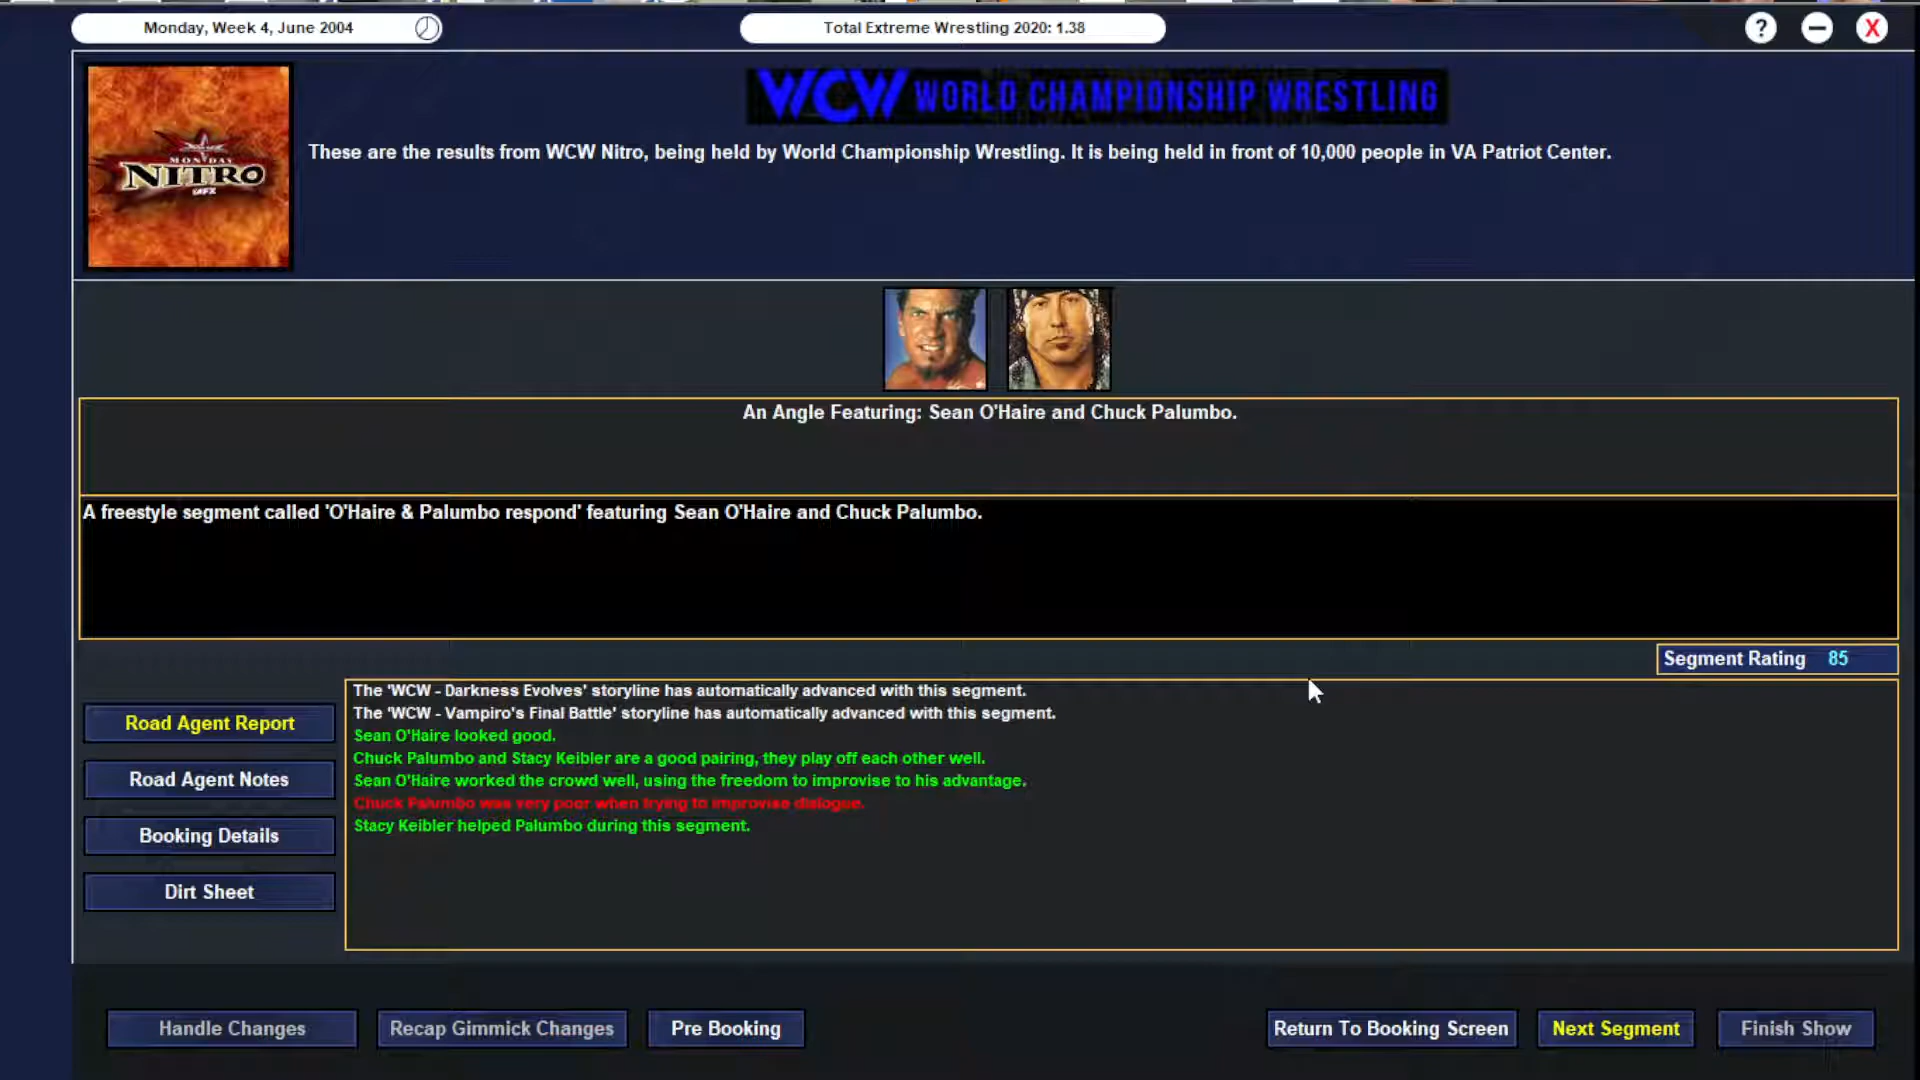 Monday, Week 4, June 2004
Total Extreme Wrestling 2020: 1.38
?
X
WCW WORLD CHAMPIONSHIP WRESTLING
MONDAY
NITRO
These are the results from WCW Nitro, being held by World Championship Wrestling. It is being held in front of 10,000 people in VA Patriot Center.
An Angle Featuring: Sean O'Haire and Chuck Palumbo.
A freestyle segment called 'O'Haire & Palumbo respond' featuring Sean O'Haire and Chuck Palumbo.
Segment Rating 85
The 'WCW - Darkness Evolves' storyline has automatically advanced with this segment.
The 'WCW - Vampiro's Final Battle' storyline has automatically advanced with this segment.
Sean O'Haire looked good.
Chuck Palumbo and Stacy Keibler are a good pairing, they play off each other well.
Sean O'Haire worked the crowd well, using the freedom to improvise to his advantage.
Chuck Palumbo was very poor when trying to improvise dialogue.
Stacy Keibler helped Palumbo during this segment.
Road Agent Report
Road Agent Notes
Booking Details
Dirt Sheet
Handle Changes
Recap Gimmick Changes
Pre Booking
Return To Booking Screen
Next Segment
Finish Show